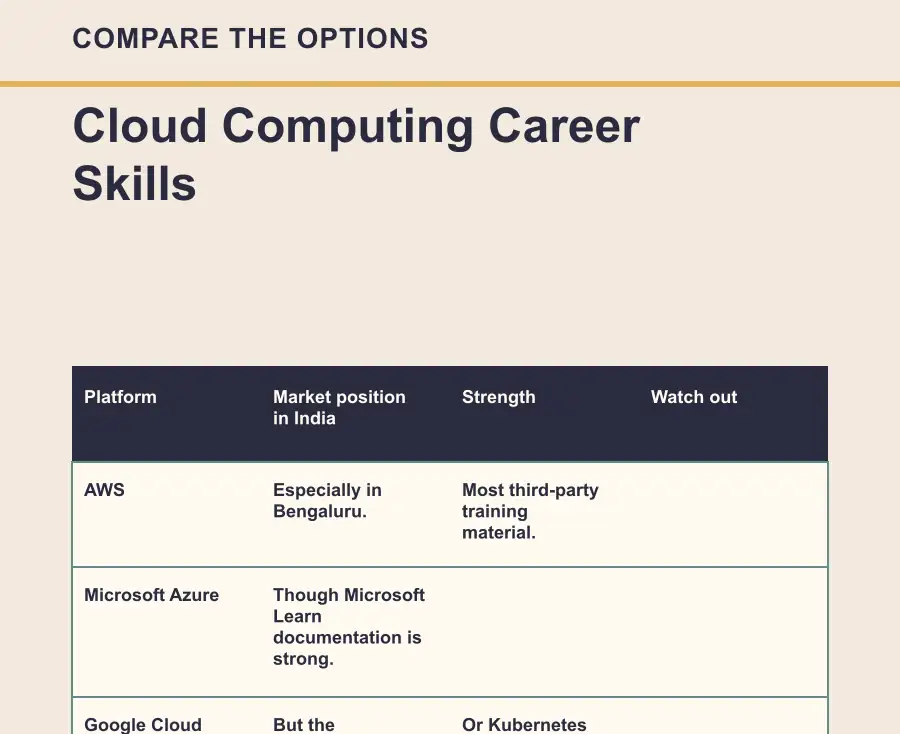 COMPARE THE OPTIONS
Cloud Computing Career
Skills
Platform
Market position
in India
Strength
Watch out
AWS
Especially in
Bengaluru.
Most third-party
training
material.
Microsoft Azure
Though Microsoft
Learn
documentation is
strong.
Google Cloud
But the
Or Kubernetes